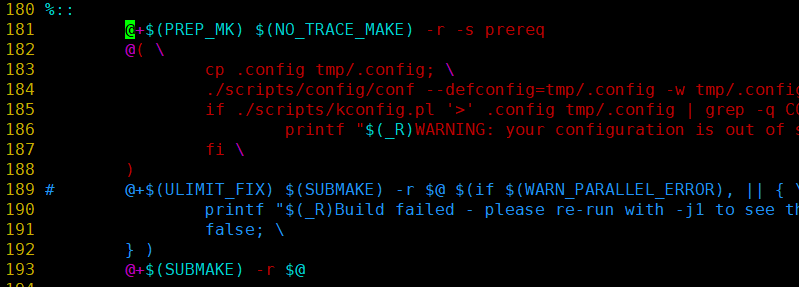 180 %::
181 @+$(PREP_MK) $(NO_TRACE_MAKE) -r -s prereq
182 @( \
183 cp .config tmp/.config; \
184 ./scripts/config/conf --defconfig=tmp/.config -w tmp/.config
185 if ./scripts/kconfig.pl '>' .config tmp/.config | grep -q CO
186 printf "$(_R)WARNING: your configuration is out of s
187 fi \
188 )
189 # @+$(ULIMIT_FIX) $(SUBMAKE) -r $@ $(if $(WARN_PARALLEL_ERROR), || { \
190 printf "$(_R)Build failed - please re-run with -j1 to see th
191 false; \
192 } )
193 @+$(SUBMAKE) -r $@